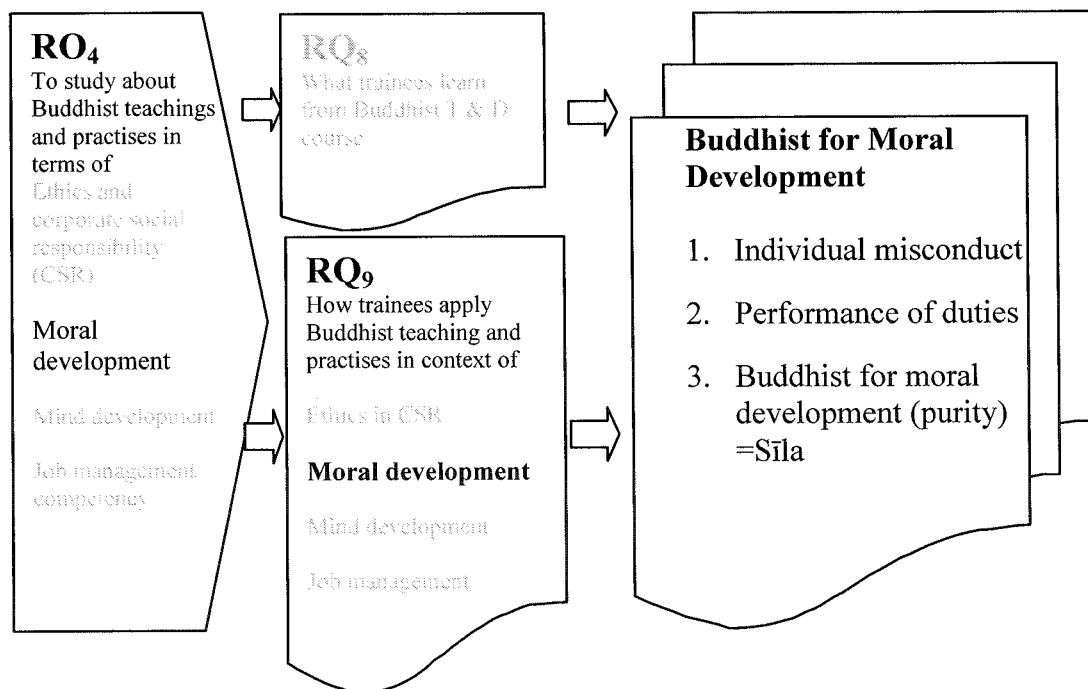 RO₄
To study about
Buddhist teachings
and practises in
terms of
Ethics and
corporate social
responsibility
(CSR)
Moral
development
Mind development
Job management
competency
RQ₈
What trainees learn
from Buddhist T & D
course
RQ₉
How trainees apply
Buddhist teaching and
practises in context of
Ethics in CSR
Moral development
Mind development
Job management
Buddhist for Moral
Development
1. Individual misconduct
2. Performance of duties
3. Buddhist for moral
development (purity)
=Sīla